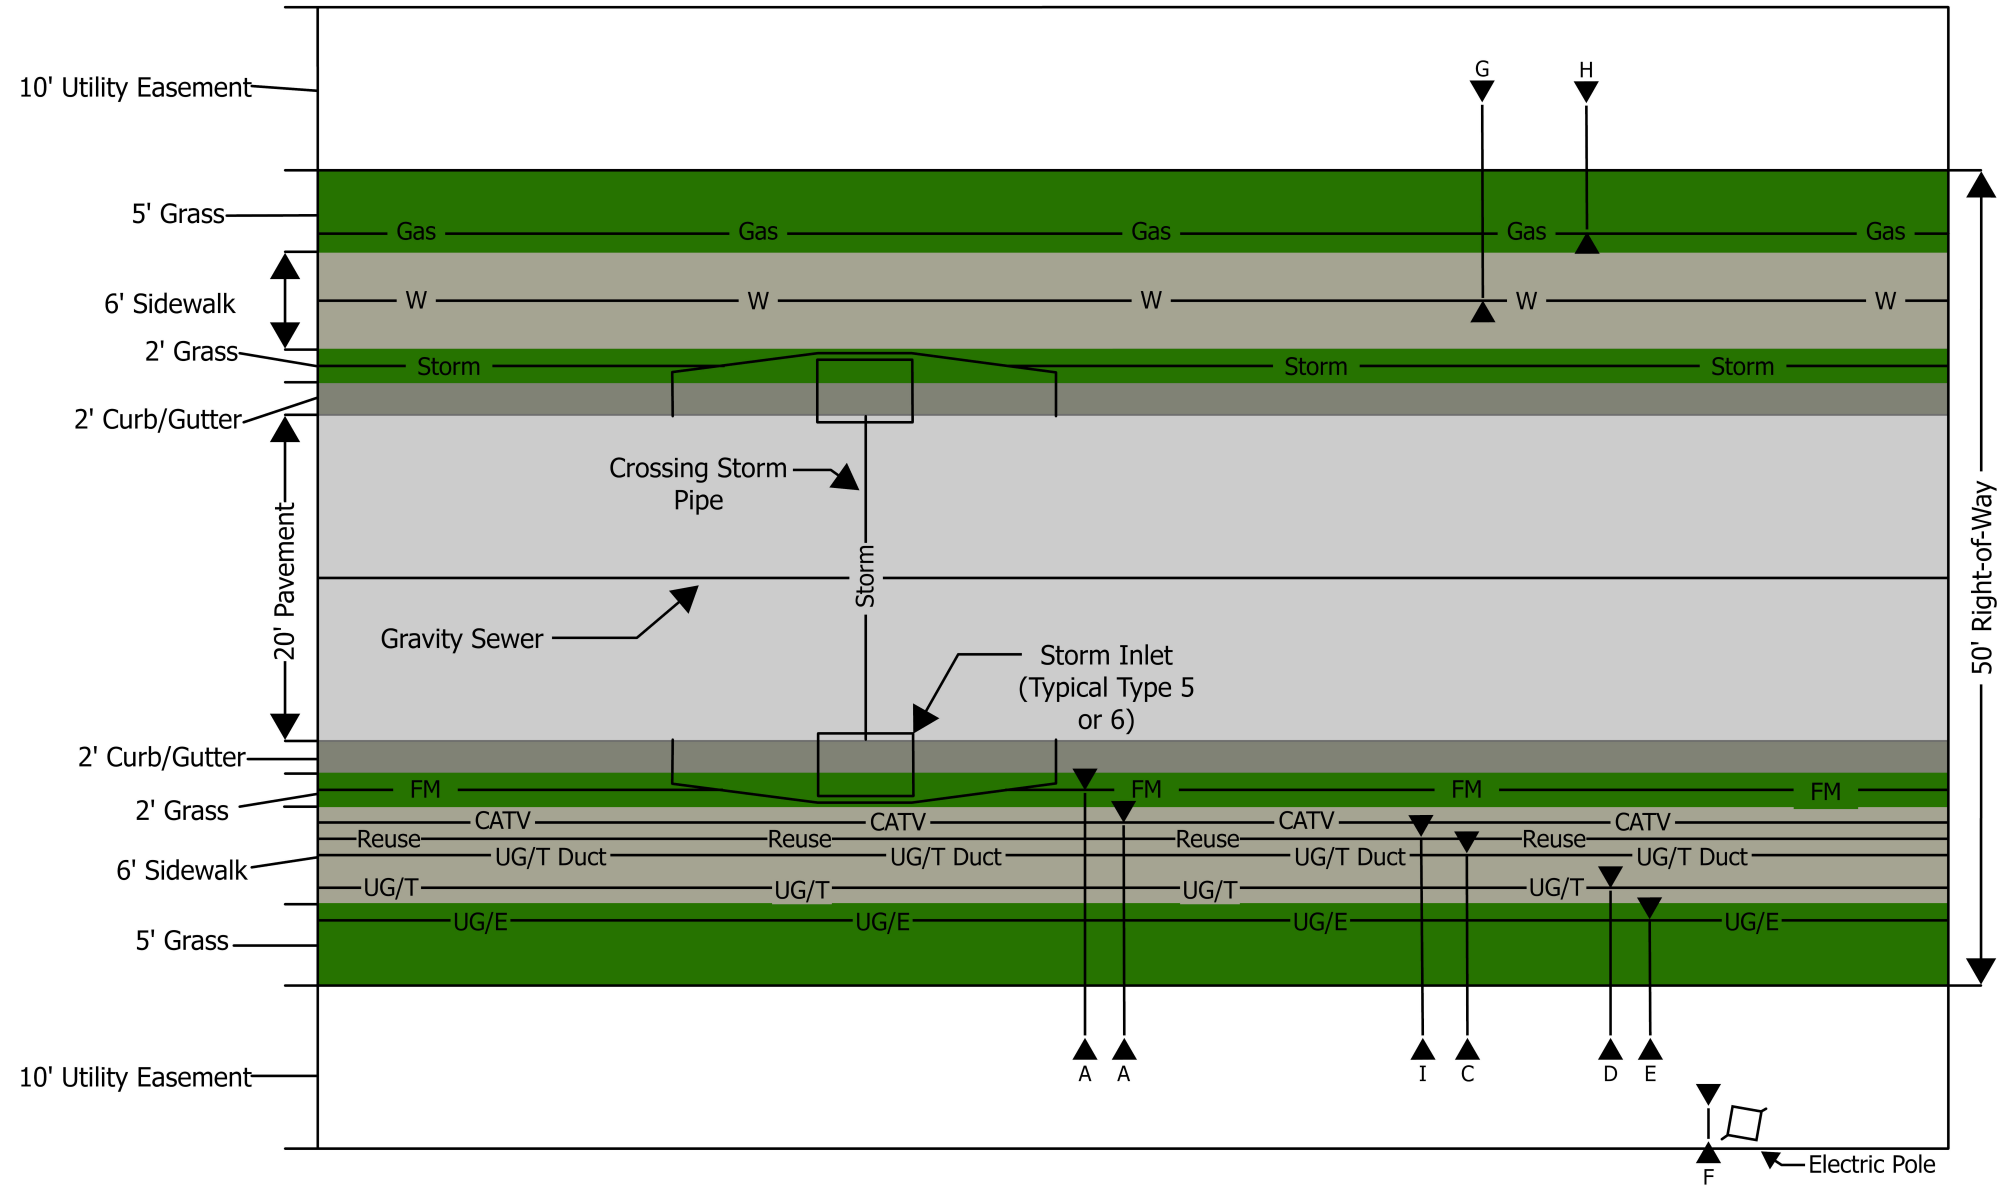 G H
10' Utility Easement
5' Grass
Gas Gas Gas Gas Gas
6' Sidewalk
W W W W W
2' Grass
Storm Storm Storm
2' Curb/Gutter
Crossing Storm
Pipe
20' Pavement
Storm
50' Right-of-Way
Gravity Sewer
Storm Inlet
(Typical Type 5
or 6)
2' Curb/Gutter
FM FM FM FM
2' Grass
CATV CATV CATV CATV
Reuse Reuse Reuse Reuse
UG/T Duct UG/T Duct UG/T Duct UG/T Duct
6' Sidewalk
UG/T UG/T UG/T UG/T
UG/E UG/E UG/E UG/E
5' Grass
A A I C D E
10' Utility Easement
Electric Pole
F